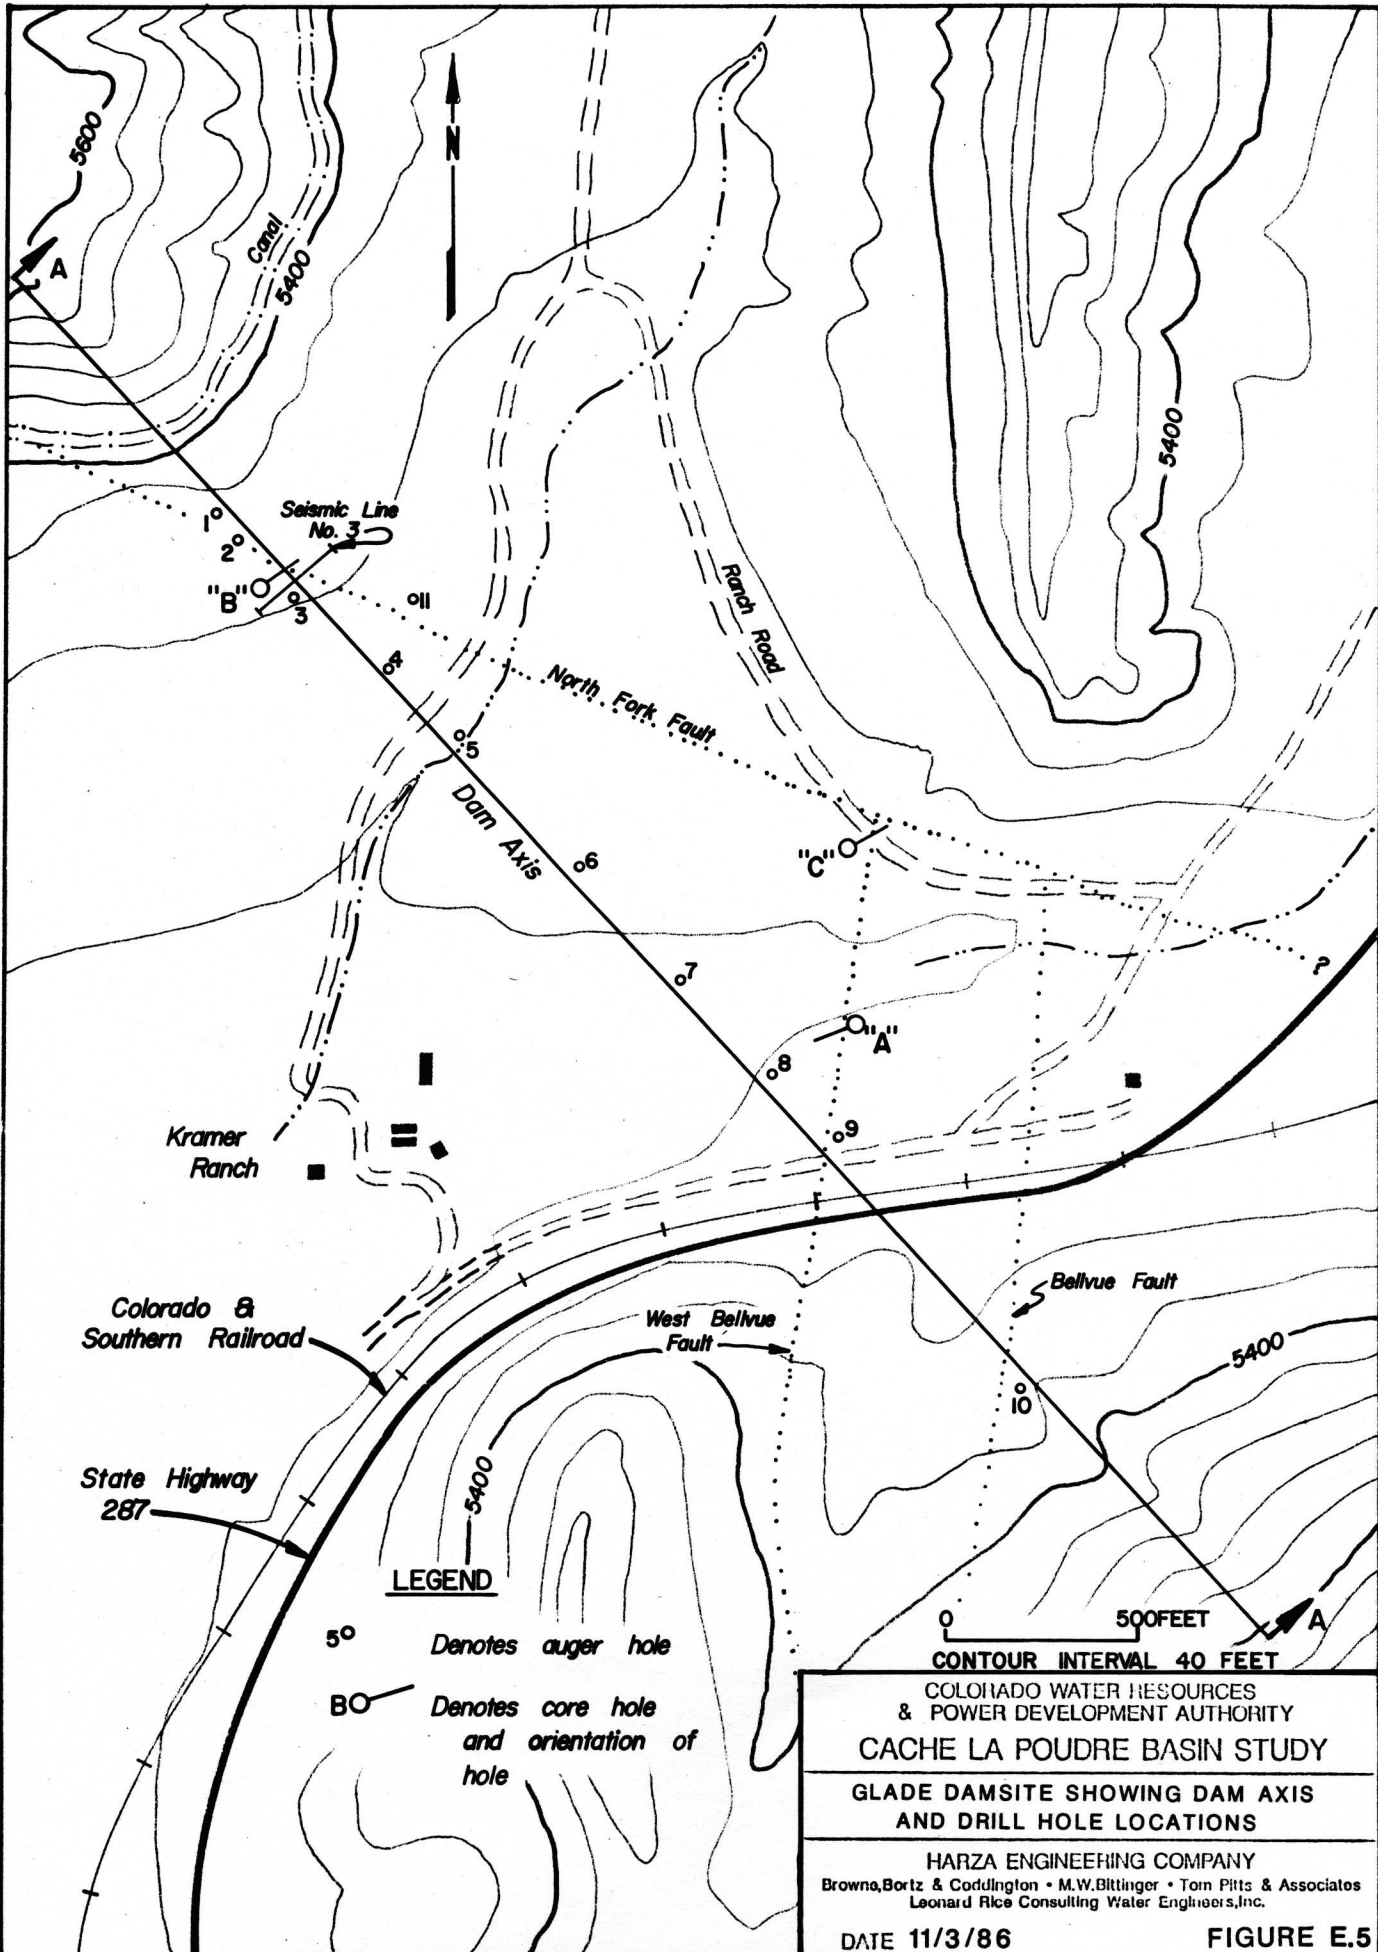 5600
N
Canal
5400
A
5400
Seismic Line
No. 3
1
2
"B"
3
11
4
Ranch Road
North Fork Fault
5
Dam Axis
6
"C"
7
?
"A"
8
9
Kramer
Ranch
Bellvue Fault
Colorado &
Southern Railroad
West Bellvue
Fault
5400
10
State Highway
287
5400
LEGEND
5 Denotes auger hole
B Denotes core hole
and orientation of
hole
0 500FEET
A
CONTOUR INTERVAL 40 FEET
COLORADO WATER RESOURCES
& POWER DEVELOPMENT AUTHORITY
CACHE LA POUDRE BASIN STUDY
GLADE DAMSITE SHOWING DAM AXIS
AND DRILL HOLE LOCATIONS
HARZA ENGINEERING COMPANY
Browne,Bortz & Coddington • M.W.Bittinger • Tom Pitts & Associates
Leonard Rice Consulting Water Engineers,Inc.
DATE 11/3/86 FIGURE E.5